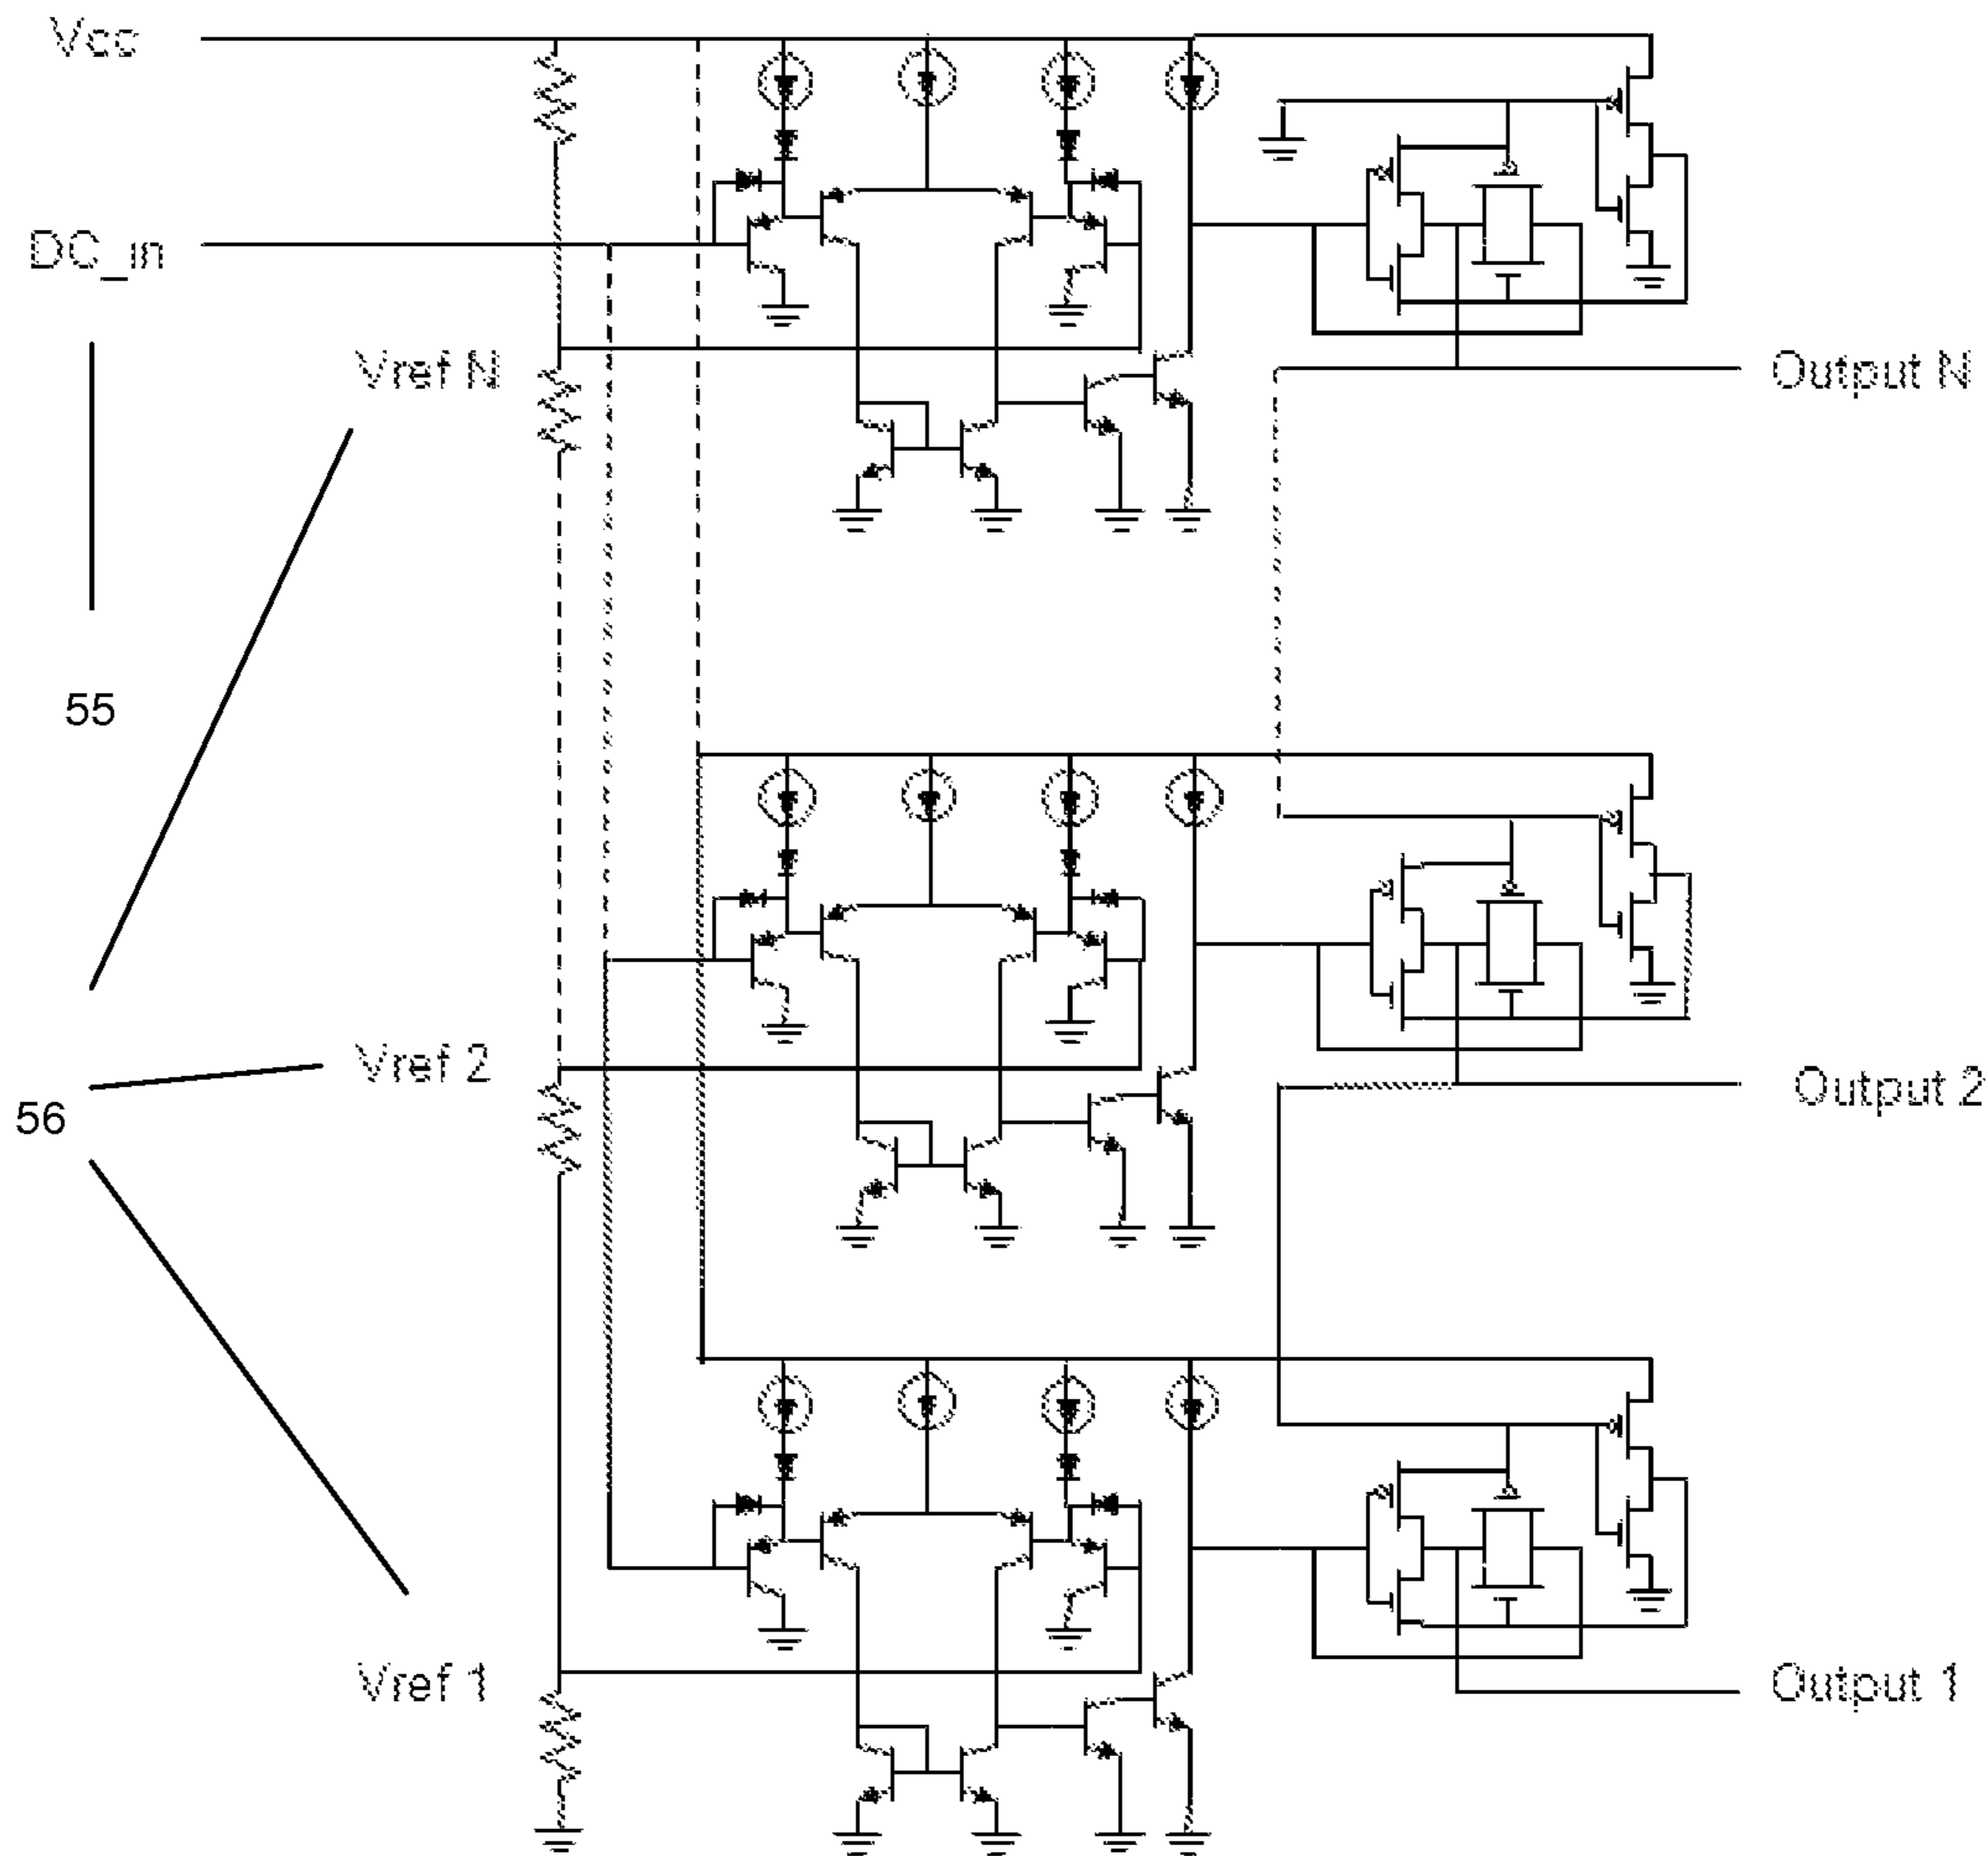 Vcc
DC_in
Vref N
Output N
55
Vref 2
Output 2
56
Vref 1
Output 1